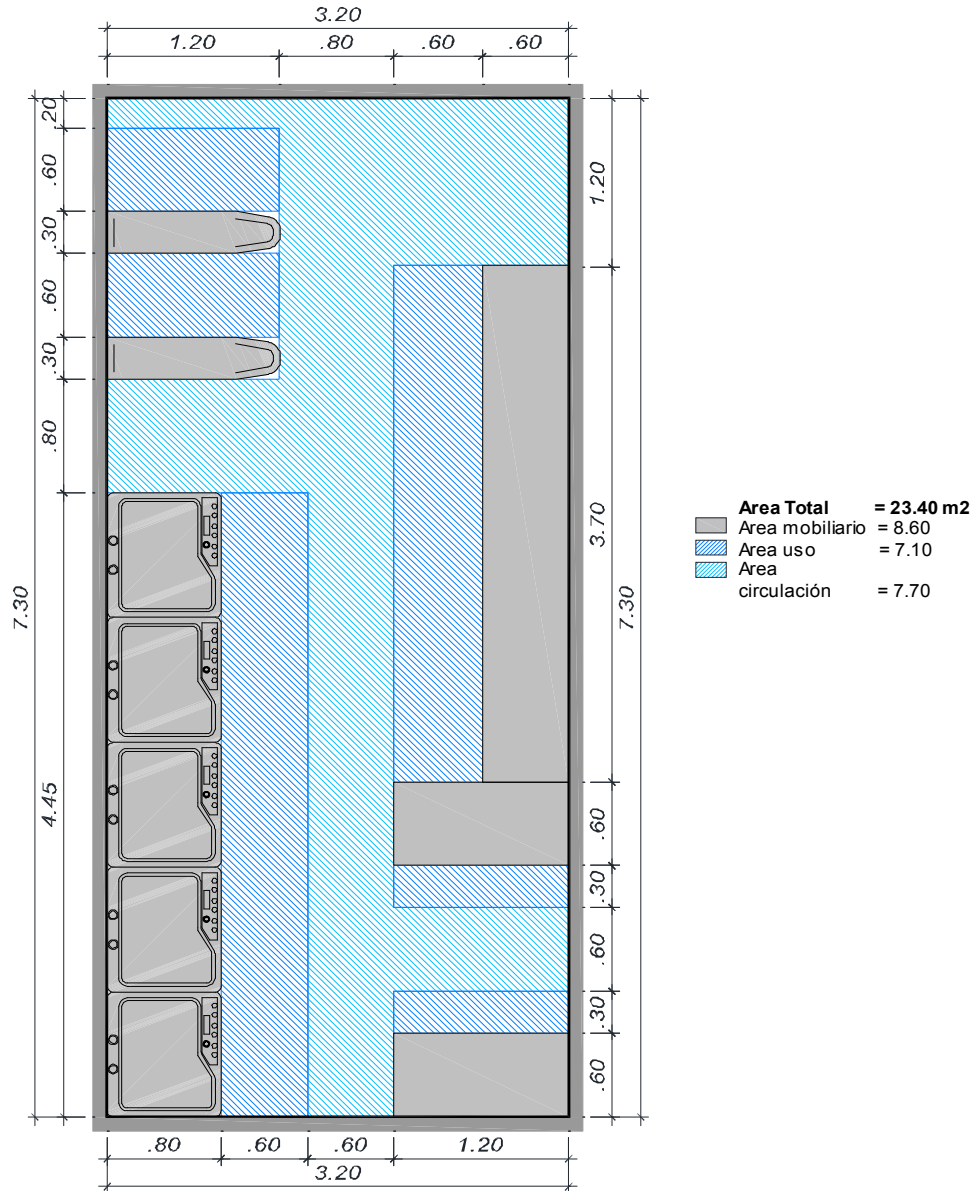 3.20
1.20 .80 .60 .60
.20
.60
.30
.60
.30
.80
4.45
7.30
1.20
3.70
.60
.30
.60
.30
.60
7.30
Area Total = 23.40 m2
Area mobiliario = 8.60
Area uso = 7.10
Area
circulación = 7.70
.80 .60 .60 1.20
3.20